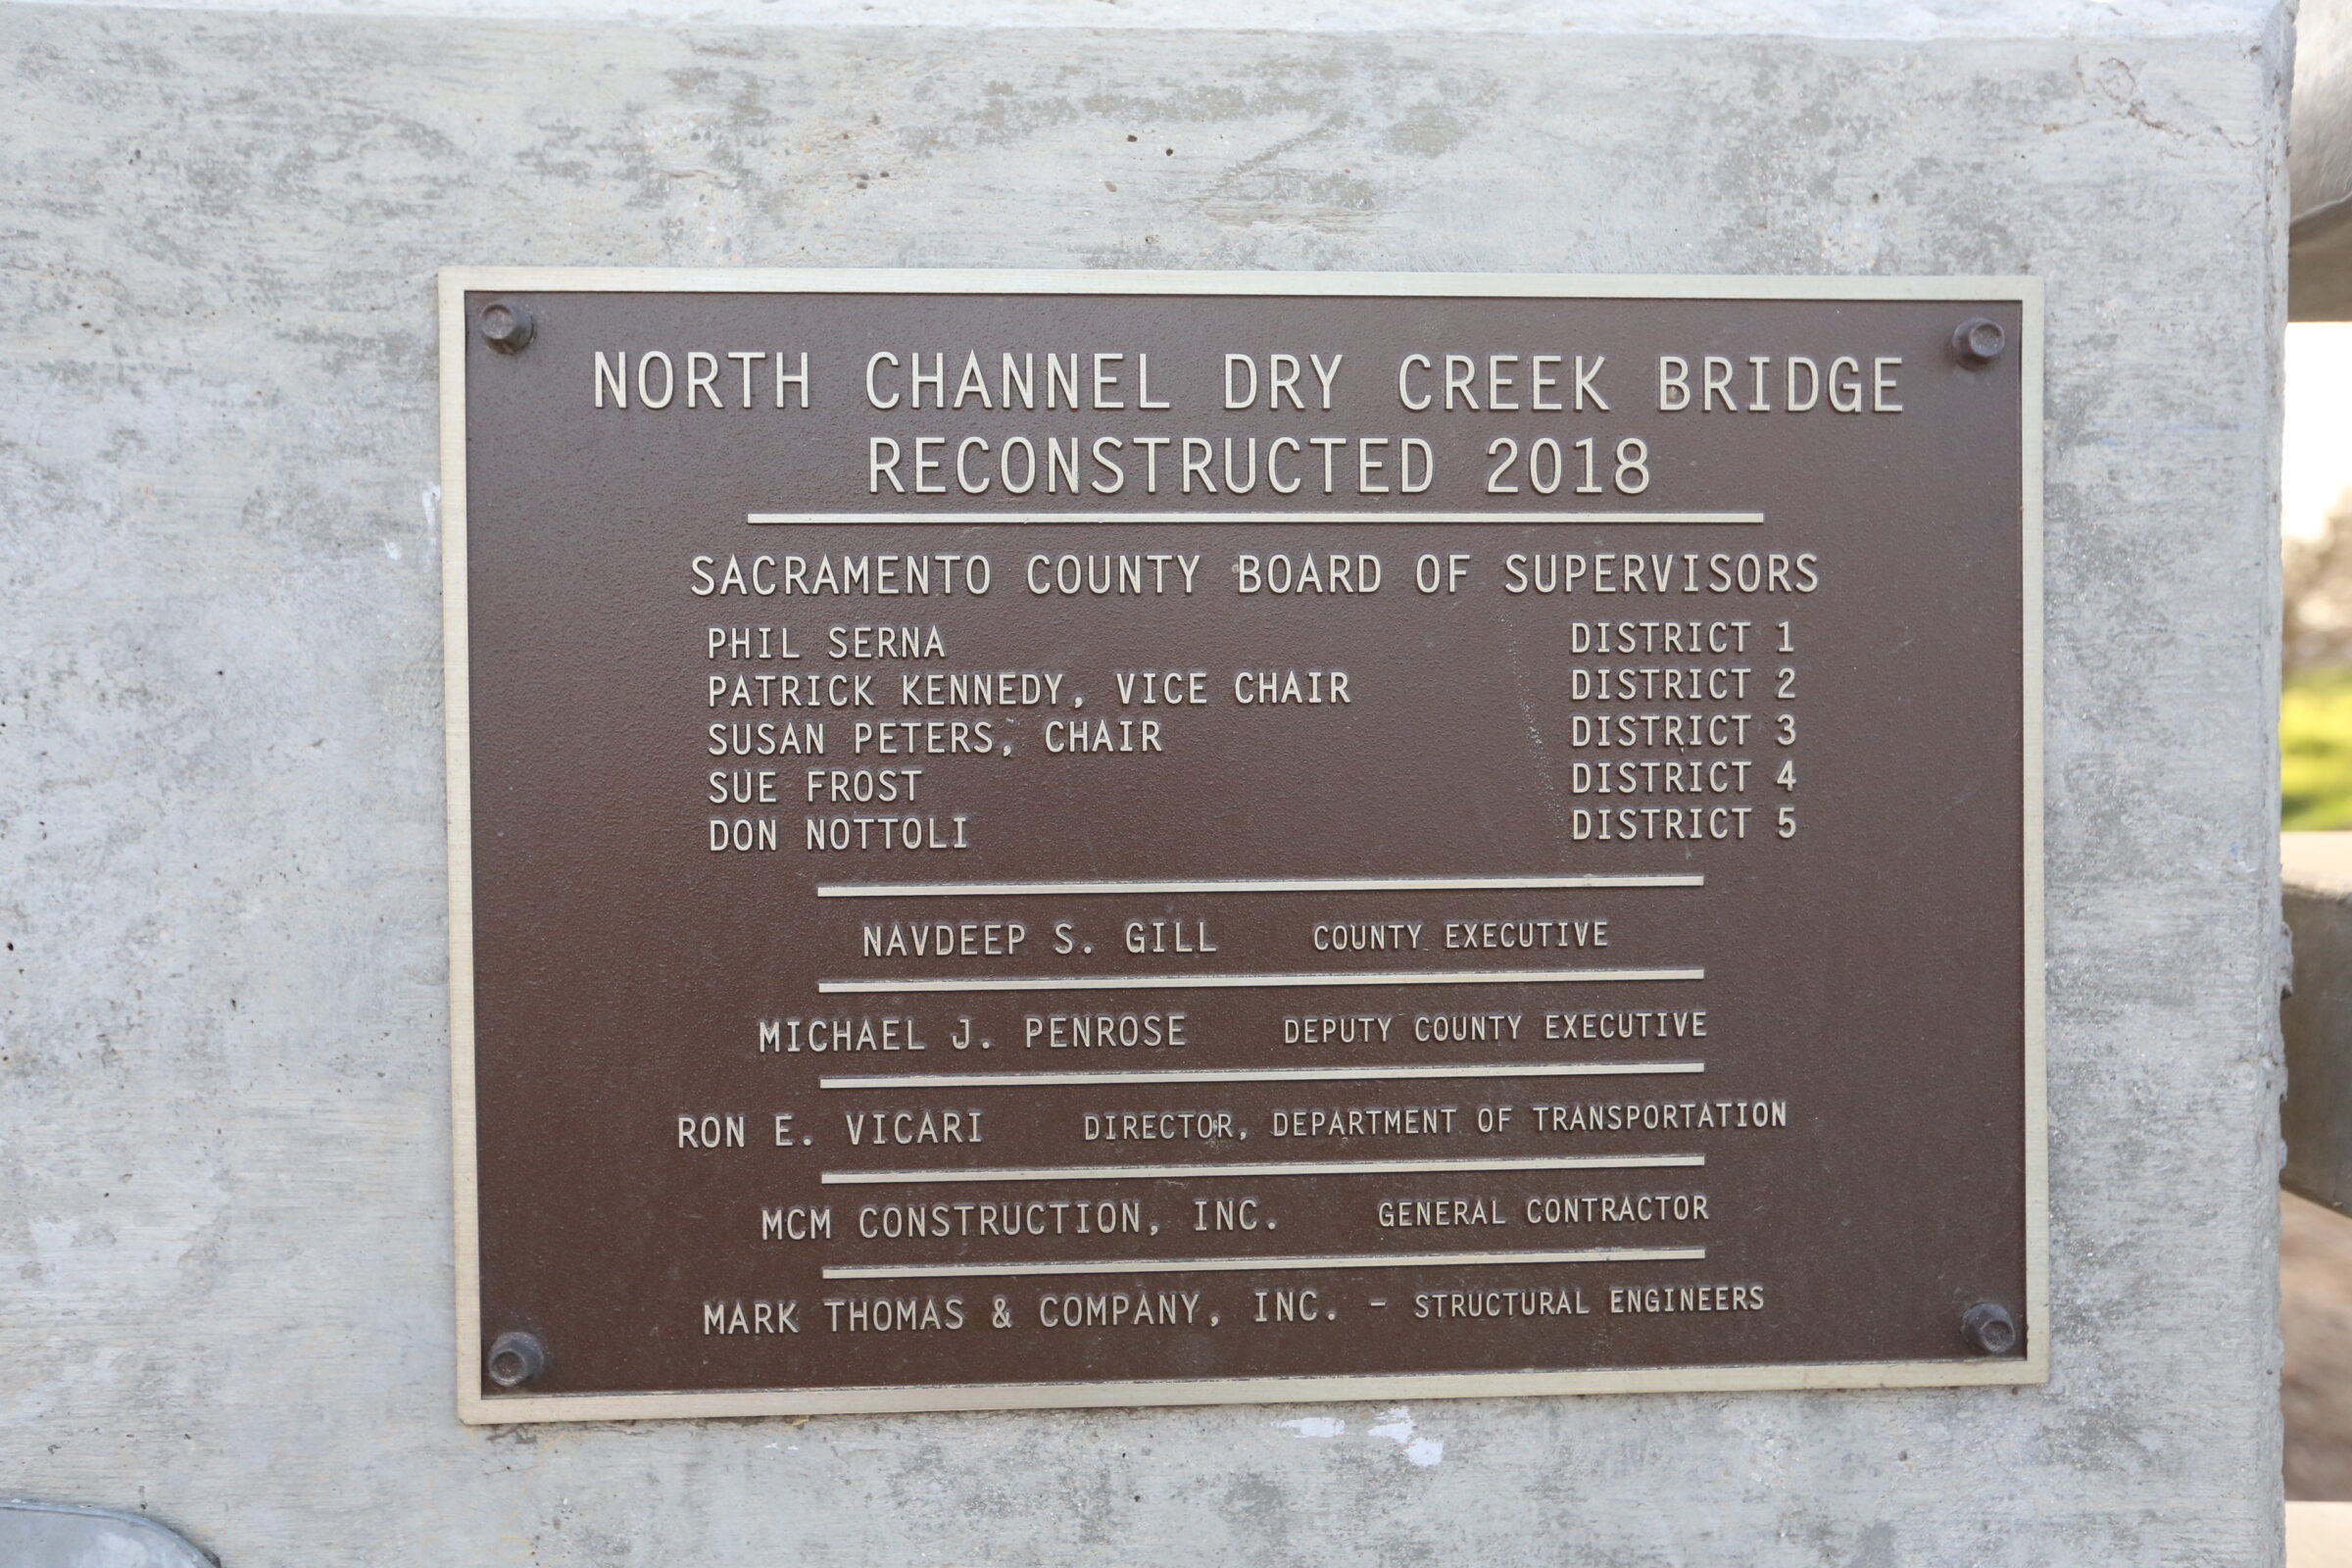 NORTH CHANNEL DRY CREEK BRIDGE
RECONSTRUCTED 2018
SACRAMENTO COUNTY BOARD OF SUPERVISORS
PHIL SERNA DISTRICT 1
PATRICK KENNEDY, VICE CHAIR DISTRICT 2
SUSAN PETERS, CHAIR DISTRICT 3
SUE FROST DISTRICT 4
DON NOTTOLI DISTRICT 5
NAVDEEP S. GILL COUNTY EXECUTIVE
MICHAEL J. PENROSE DEPUTY COUNTY EXECUTIVE
RON E. VICARI DIRECTOR, DEPARTMENT OF TRANSPORTATION
MCM CONSTRUCTION, INC. GENERAL CONTRACTOR
MARK THOMAS & COMPANY, INC. - STRUCTURAL ENGINEERS